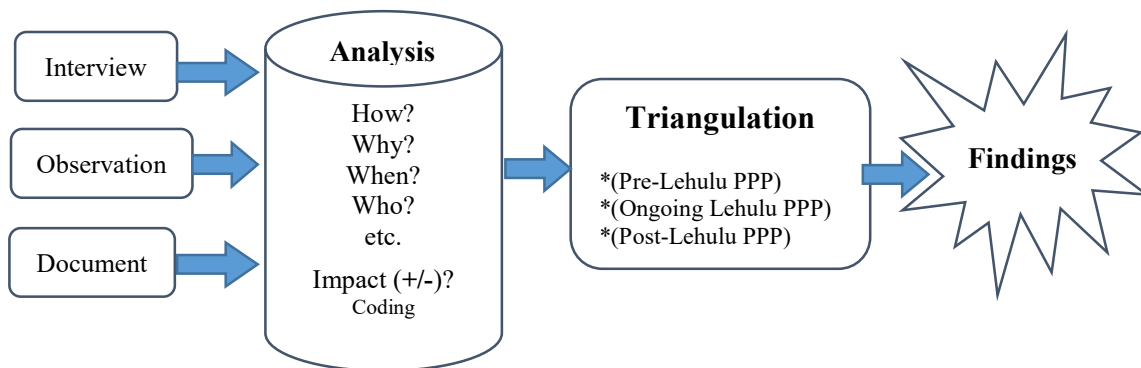 Interview
Observation
Document
Analysis
How?
Why?
When?
Who?
etc.
Impact (+/-)?
Coding
Triangulation
*(Pre-Lehulu PPP)
*(Ongoing Lehulu PPP)
*(Post-Lehulu PPP)
Findings